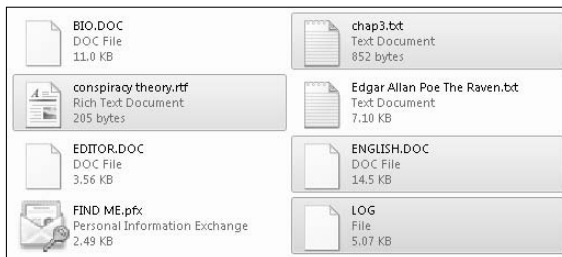 BIO.DOC
DOC File
11.0 KB
chap3.txt
Text Document
852 bytes
conspiracy theory.rtf
Rich Text Document
205 bytes
Edgar Allan Poe The Raven.txt
Text Document
7.10 KB
EDITOR.DOC
DOC File
3.56 KB
ENGLISH.DOC
DOC File
14.5 KB
FIND ME.pfx
Personal Information Exchange
2.49 KB
LOG
File
5.07 KB